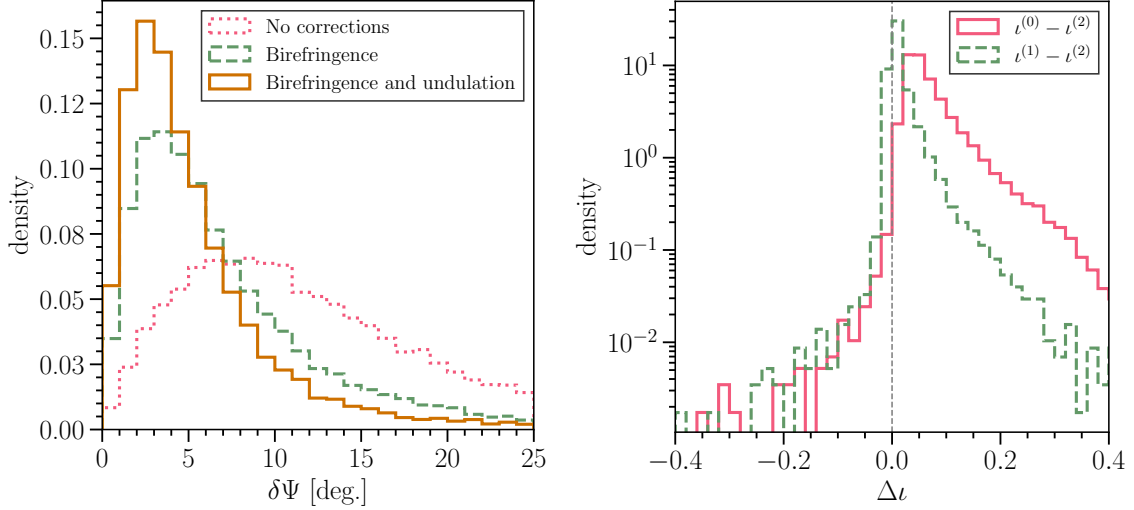 No corrections
Birefringence
Birefringence and undulation
density
0.15
0.12
0.10
0.08
0.05
0.03
0.00
0
5
10
15
20
25
δΨ [deg.]
ι⁽⁰⁾ − ι⁽²⁾
ι⁽¹⁾ − ι⁽²⁾
density
10¹
10⁰
10⁻¹
10⁻²
−0.4
−0.2
0.0
0.2
0.4
Δι